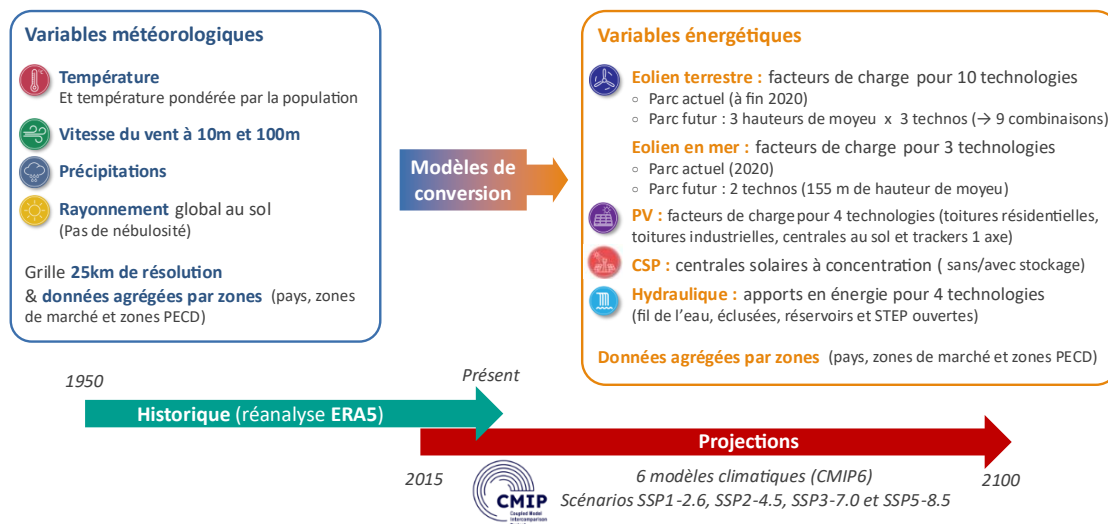 Variables météorologiques
Température
Et température pondérée par la population
Vitesse du vent à 10m et 100m
Précipitations
Rayonnement global au sol
(Pas de nébulosité)
Grille 25km de résolution
& données agrégées par zones (pays, zones
de marché et zones PECD)
Modèles de
conversion
Variables énergétiques
Eolien terrestre : facteurs de charge pour 10 technologies
○ Parc actuel (à fin 2020)
○ Parc futur : 3 hauteurs de moyeu x 3 technos (→ 9 combinaisons)
Eolien en mer : facteurs de charge pour 3 technologies
○ Parc actuel (2020)
○ Parc futur : 2 technos (155 m de hauteur de moyeu)
PV : facteurs de charge pour 4 technologies (toitures résidentielles,
toitures industrielles, centrales au sol et trackers 1 axe)
CSP : centrales solaires à concentration ( sans/avec stockage)
Hydraulique : apports en énergie pour 4 technologies
(fil de l’eau, éclusées, réservoirs et STEP ouvertes)
Données agrégées par zones (pays, zones de marché et zones PECD)
1950
Présent
Historique (réanalyse ERA5)
Projections
2015
CMIP
Coupled Model
Intercomparison
6 modèles climatiques (CMIP6)
Scénarios SSP1-2.6, SSP2-4.5, SSP3-7.0 et SSP5-8.5
2100